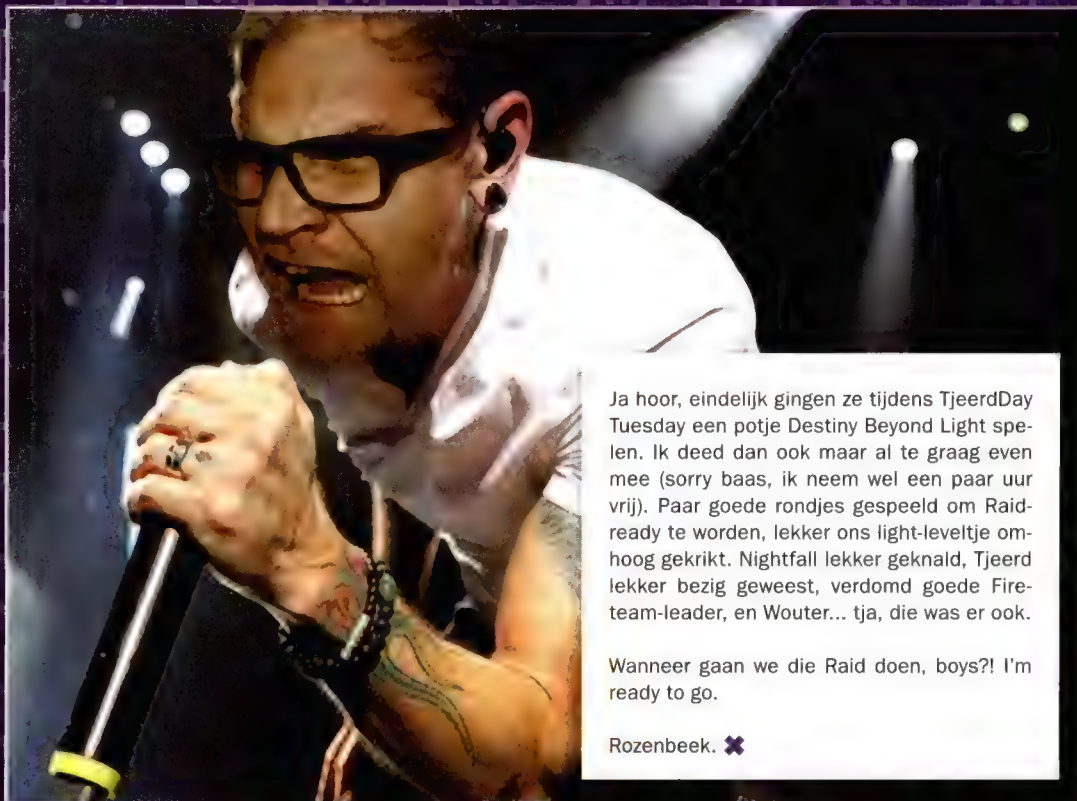 Ja hoor, eindelijk gingen ze tijdens TjeerdDay
Tuesday een potje Destiny Beyond Light spe-
len. Ik deed dan ook maar al te graag even
mee (sorry baas, ik neem wel een paar uur
vrij). Paar goede rondjes gespeeld om Raid-
ready te worden, lekker ons light-leveltje om-
hoog gekrikt. Nightfall lekker geknald, Tjeerd
lekker bezig geweest, verdomd goede Fire-
team-leader, en Wouter... tja, die was er ook.
Wanneer gaan we die Raid doen, boys?! I'm
ready to go.
Rozenbeek. ✖